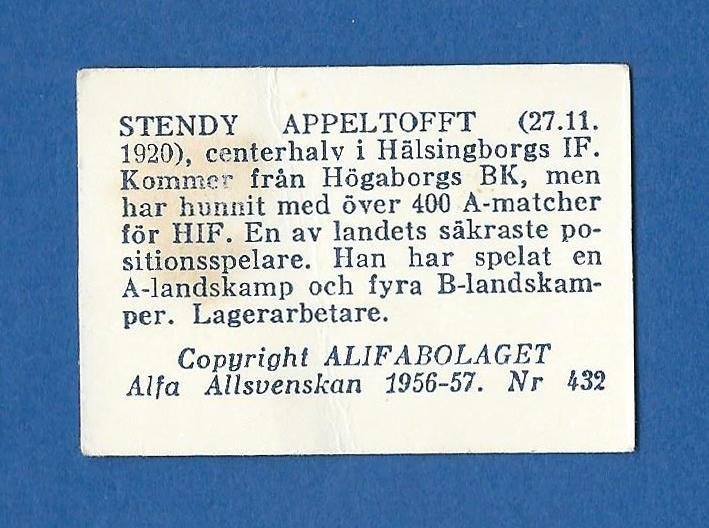 STENDY APPELTOFFT (27.11.
1920), centerhalv i Hälsingborgs IF.
Kommer från Högaborgs BK, men
har hunnit med över 400 A-matcher
för HIF. En av landets säkraste po-
sitionsspelare. Han har spelat en
A-landskamp och fyra B-landskam-
per. Lagerarbetare.
Copyright ALIFABOLAGET
Alfa Allsvenskan 1956-57. Nr 432